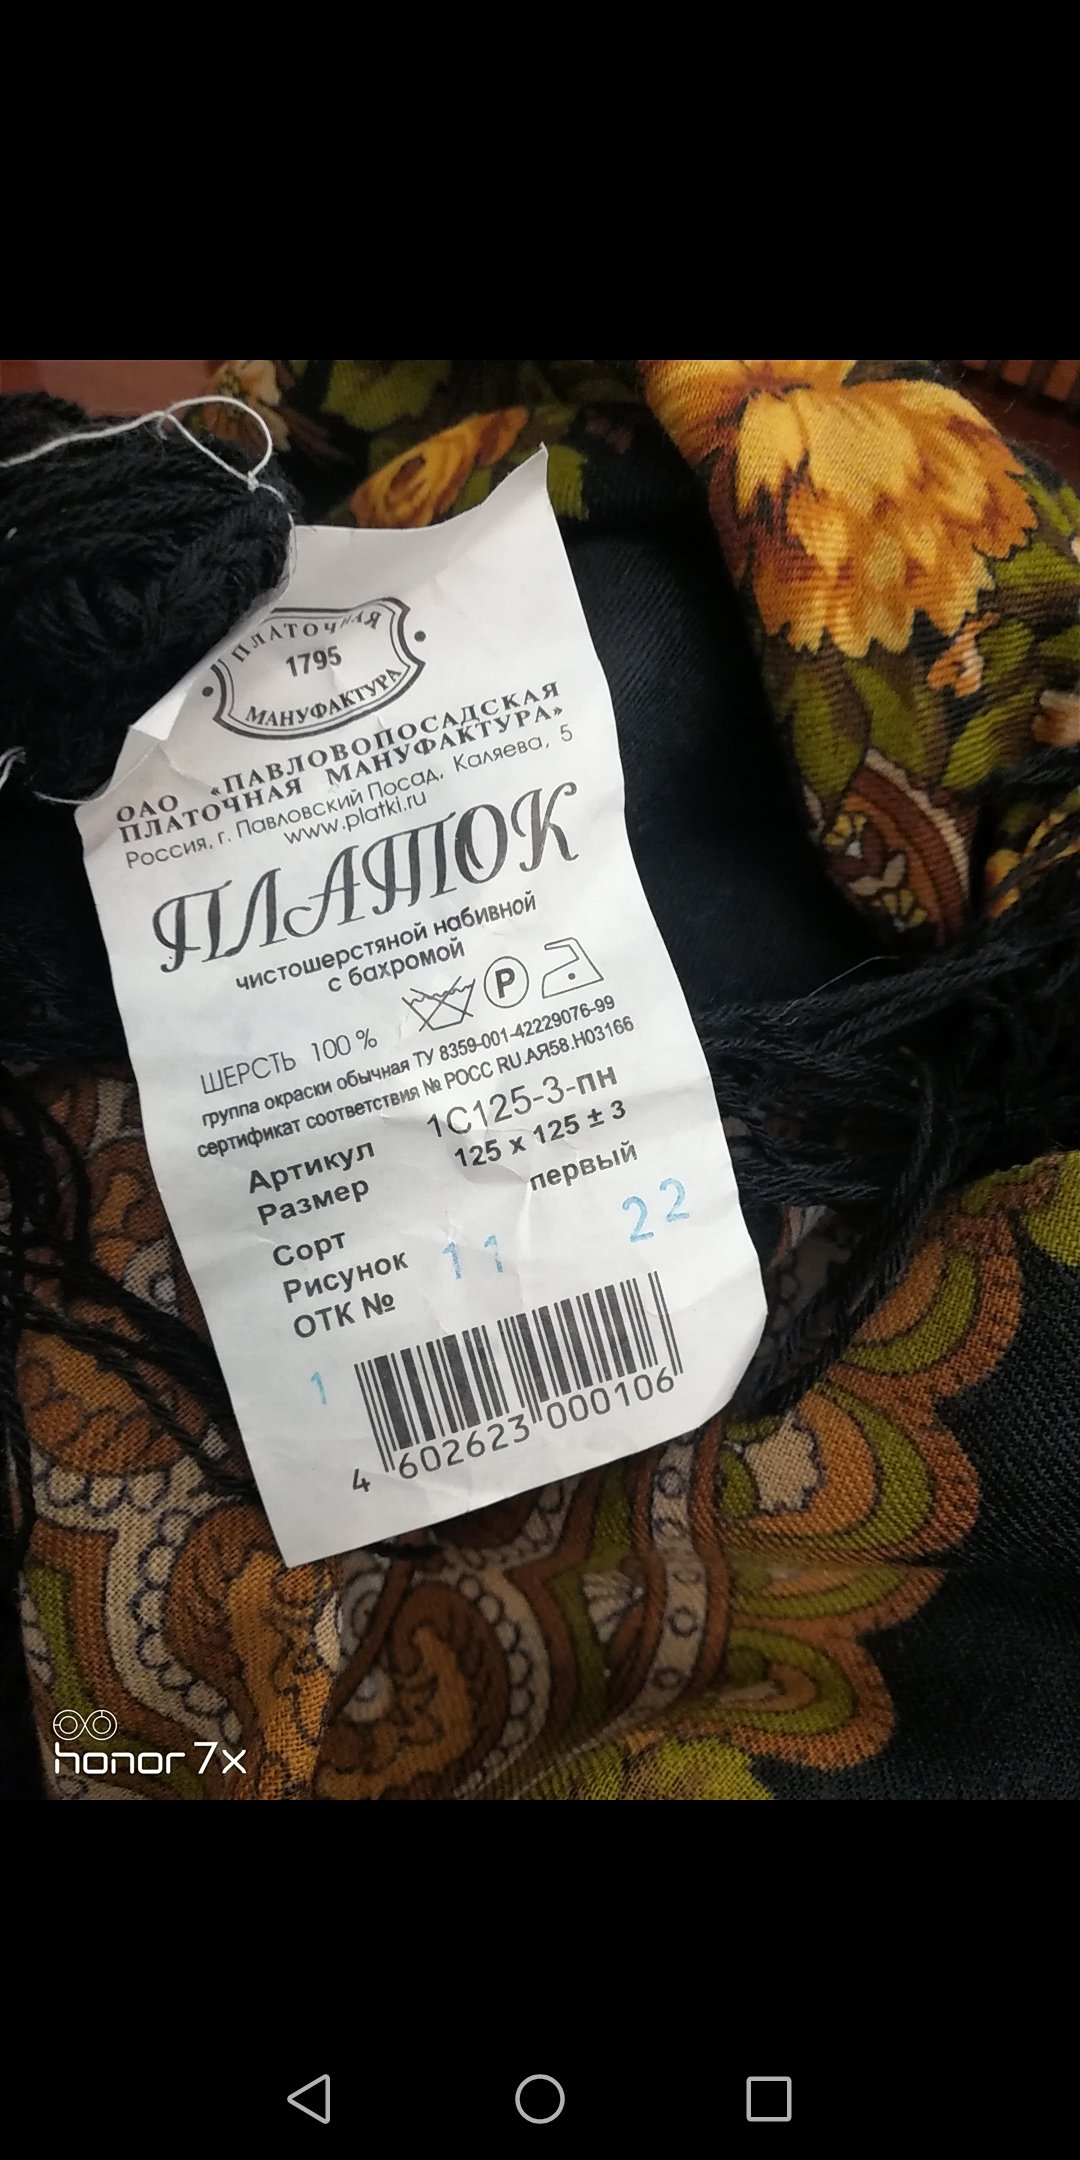 ПЛАТОЧНАЯ
1795
МАНУФАКТУРА
ОАО «ПАВЛОВОПОСАДСКАЯ
ПЛАТОЧНАЯ МАНУФАКТУРА»
Россия, г. Павловский Посад, Каляева, 5
www.platki.ru
ПЛАТОК
чистошерстяной набивной
с бахромой
P
ШЕРСТЬ 100 %
группа окраски обычная ТУ 8359-001-42229076-99
сертификат соответствия № РОСС RU.АЯ58.Н03166
Артикул 1С125-3-пн
Размер 125 х 125 ± 3
Сорт первый
Рисунок 11 22
ОТК №
1
4 602623 000106
honor 7x